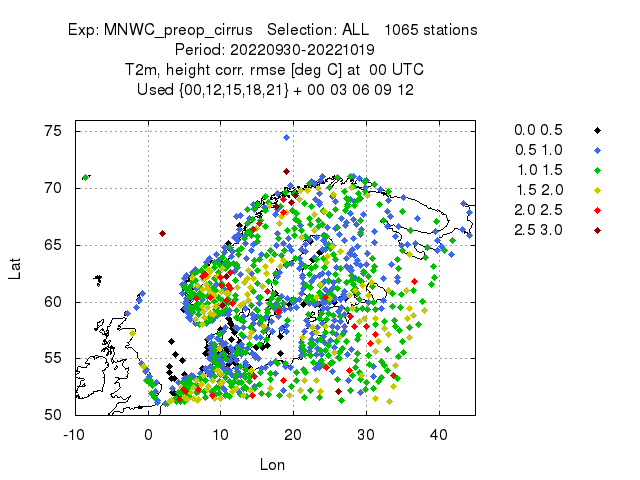 Exp: MNWC_preop_cirrus   Selection: ALL   1065 stations
Period: 20220930-20221019
T2m, height corr. rmse [deg C] at  00 UTC
Used {00,12,15,18,21} + 00 03 06 09 12
0.0 0.5
0.5 1.0
1.0 1.5
1.5 2.0
2.0 2.5
2.5 3.0
75
70
65
60
55
50
Lat
-10 0 10 20 30 40
Lon